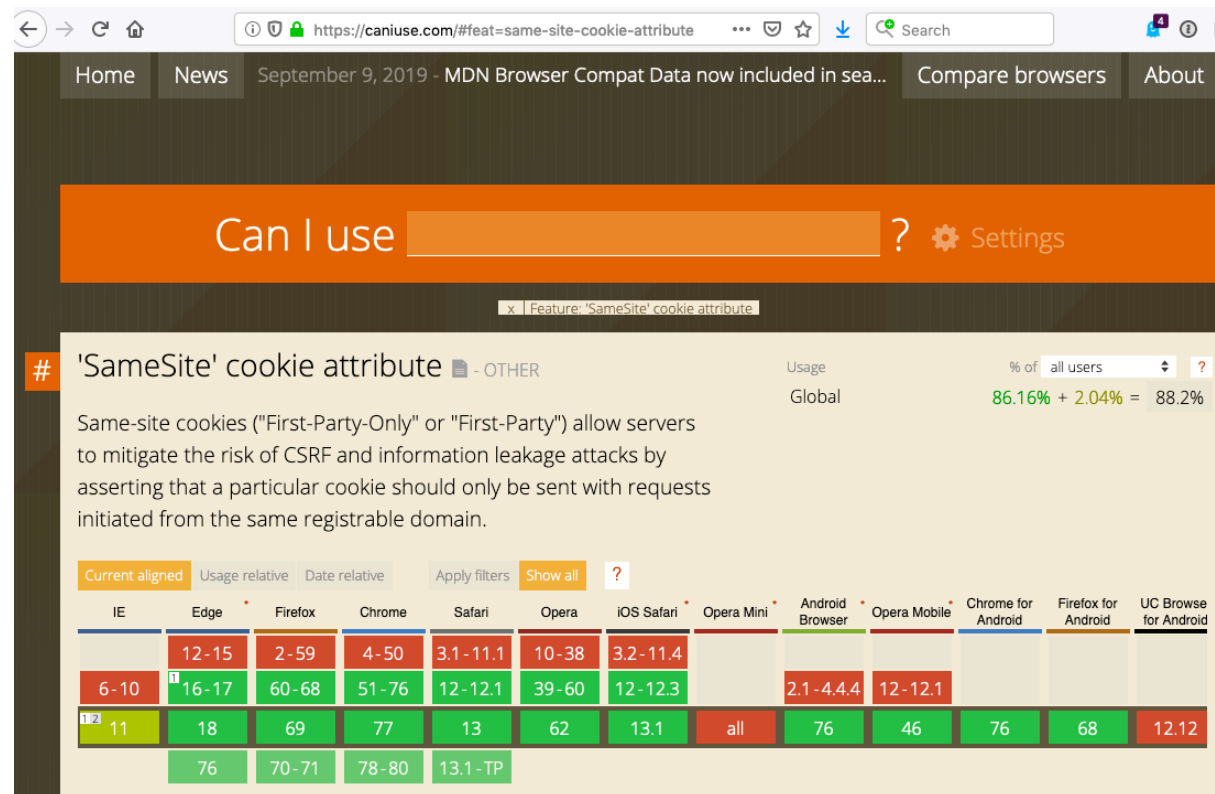 https://caniuse.com/#feat=same-site-cookie-attribute ••• Search 4
Home News September 9, 2019 - MDN Browser Compat Data now included in sea... Compare browsers About
Can I use ? Settings
x Feature: 'SameSite' cookie attribute
# 'SameSite' cookie attribute - OTHER
Usage % of all users ?
Global 86.16% + 2.04% = 88.2%
Same-site cookies ("First-Party-Only" or "First-Party") allow servers
to mitigate the risk of CSRF and information leakage attacks by
asserting that a particular cookie should only be sent with requests
initiated from the same registrable domain.
Current aligned Usage relative Date relative Apply filters Show all ?
IE Edge * Firefox Chrome Safari * Opera iOS Safari * Opera Mini * Android Browser * Opera Mobile * Chrome for Android Firefox for Android UC Browse for Android
12-15 2-59 4-50 3.1-11.1 10-38 3.2-11.4
6-10 1 16-17 60-68 51-76 12-12.1 39-60 12-12.3 2.1-4.4.4 12-12.1
1 2 11 18 69 77 13 62 13.1 all 76 46 76 68 12.12
76 70-71 78-80 13.1-TP